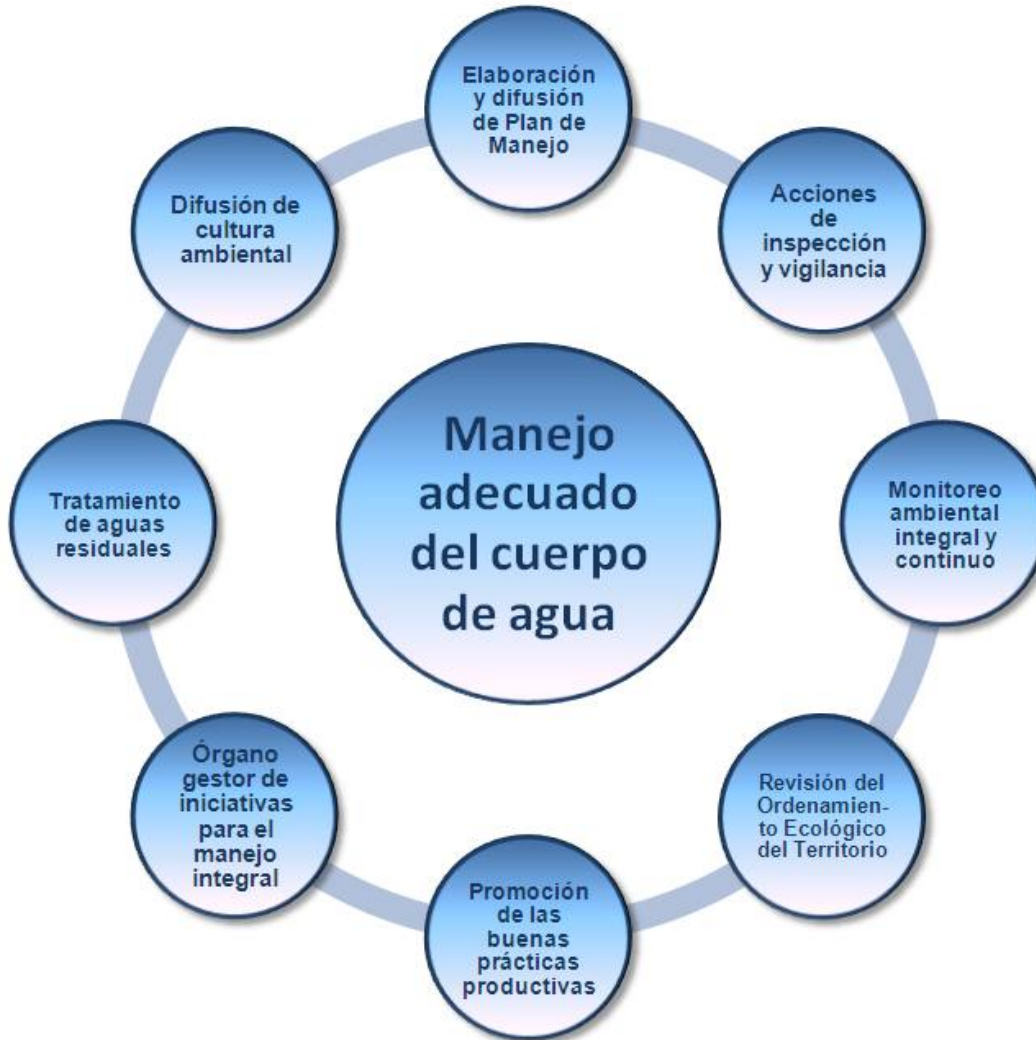 Elaboración
y difusión
de Plan de
Manejo
Acciones
de
inspección
y vigilancia
Monitoreo
ambiental
integral y
continuo
Revisión del
Ordenamien-
to Ecológico
del Territorio
Promoción
de las
buenas
prácticas
productivas
Órgano
gestor de
iniciativas
para el
manejo
integral
Tratamiento
de aguas
residuales
Difusión de
cultura
ambiental
Manejo
adecuado
del cuerpo
de agua